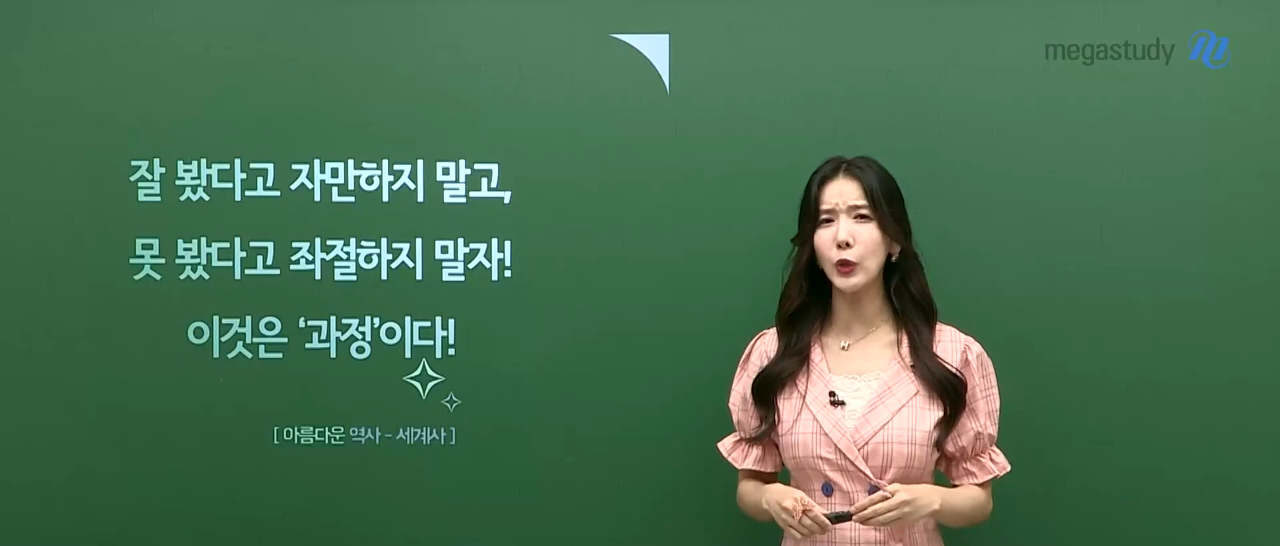 megastudy
잘 봤다고 자만하지 말고,
못 봤다고 좌절하지 말자!
이것은 ‘과정’이다!
[ 아름다운 역사 - 세계사 ]